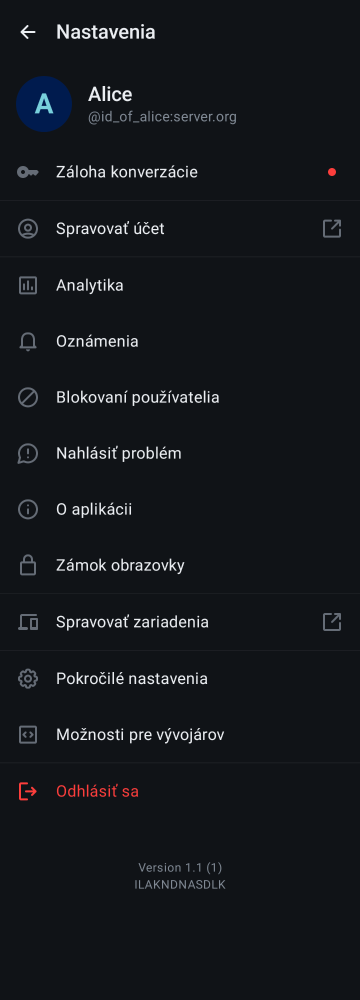 Nastavenia
A
Alice
@id_of_alice:server.org
Záloha konverzácie
Spravovať účet
Analytika
Oznámenia
Blokovaní používatelia
Nahlásiť problém
O aplikácii
Zámok obrazovky
Spravovať zariadenia
Pokročilé nastavenia
Možnosti pre vývojárov
Odhlásiť sa
Version 1.1 (1)
ILAKNDNASDLK